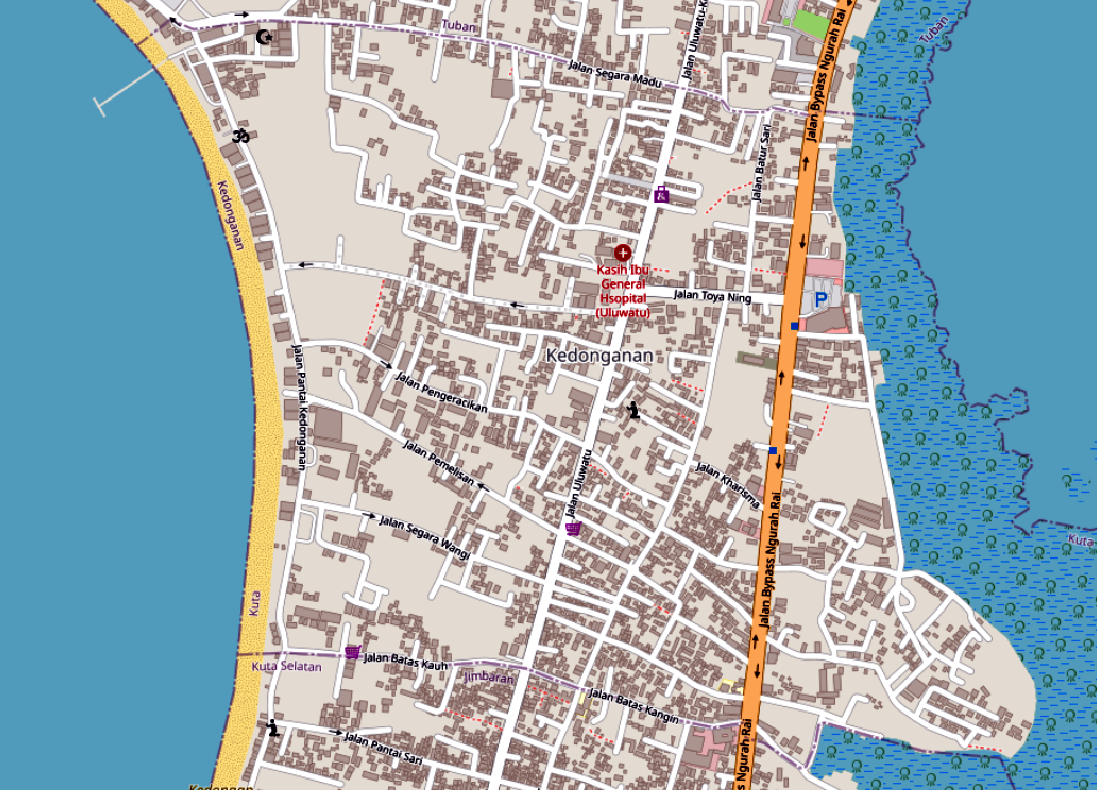 Tuban
Tuban
Jalan Uluwatu-K
Jalan Bypass Ngurah Rai
Jalan Segara Madu
Jalan Batur Sari
Kedonganan
Kasih Ibu
General
Hsopital
(Uluwatu)
Jalan Toya Ning
P
Kedonganan
Jalan Pantai Kedonganan
Jalan Pengeracikan
Jalan Pemelisan
Jalan Uluwatu
Jalan Kharisma
Jalan Segara Wangi
Jalan Bypass Ngurah Rai
Kuta
Kuta
Kuta Selatan
Jalan Batas Kauh
Jimbaran
Jalan Batas Kangin
Jalan Pantai Sari
s Ngurah Rai